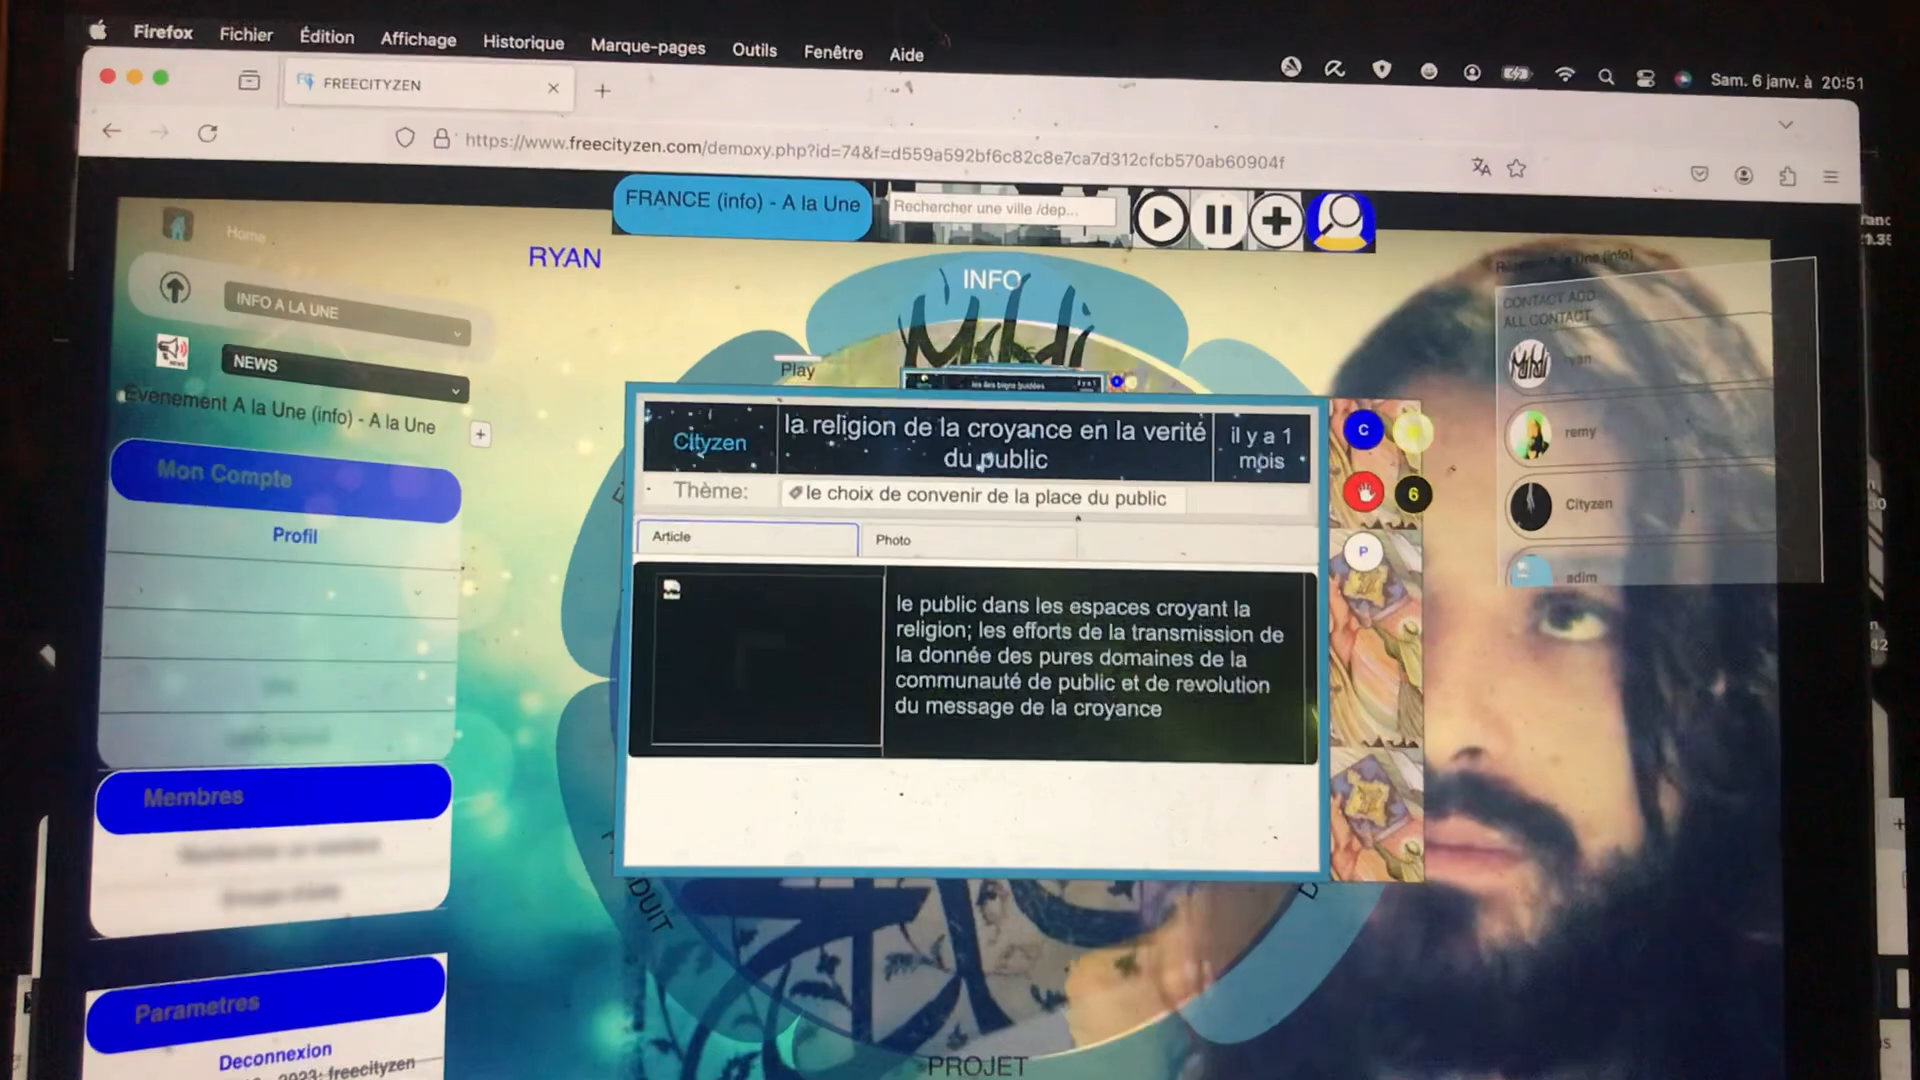 Firefox Fichier Édition Affichage Historique Marque-pages Outils Fenêtre Aide
Sam. 6 janv. à 20:51
FREECITYZEN
https://www.freecityzen.com/demoxy.php?id=74&f=d559a592bf6c82c8e7ca7d312cfcb570ab60904f
FRANCE (info) - A la Une
Rechercher une ville /dep...
Home
RYAN
INFO A LA UNE
NEWS
Evenement A la Une (info) - A la Une
+
Mon Compte
Profil
Membres
Parametres
Deconnexion
2023: freecityzen
INFO
Mihdi
Play
Cityzen
la religion de la croyance en la verité
du public
il y a 1
mois
Thème:
le choix de convenir de la place du public
Article
Photo
le public dans les espaces croyant la
religion; les efforts de la transmission de
la donnée des pures domaines de la
communauté de public et de revolution
du message de la croyance
C
6
P
PROJET
CONTACT ADD
ALL CONTACT
ryan
remy
Cityzen
adim